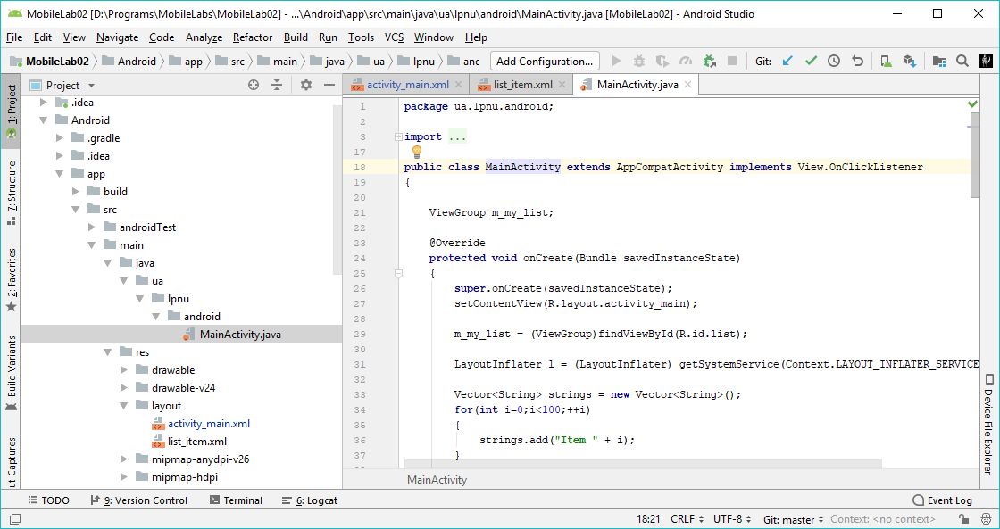 MobileLab02 [D:\Programs\MobileLabs\MobileLab02] - ...\Android\app\src\main\java\ua\lpnu\android\MainActivity.java [MobileLab02] - Android Studio
File Edit View Navigate Code Analyze Refactor Build Run Tools VCS Window Help
MobileLab02 Android app src main java ua lpnu anc Add Configuration... Git:
Project activity_main.xml list_item.xml MainActivity.java
1: Project
7: Structure
2: Favorites
Build Variants
ut Captures
.idea
Android
.gradle
.idea
app
build
src
androidTest
main
java
ua
lpnu
android
MainActivity.java
res
drawable
drawable-v24
layout
activity_main.xml
list_item.xml
mipmap-anydpi-v26
mipmap-hdpi
1 package ua.lpnu.android;
2
3 import ...
17
18 public class MainActivity extends AppCompatActivity implements View.OnClickListener
19 {
20
21 ViewGroup m_my_list;
22
23 @Override
24 protected void onCreate(Bundle savedInstanceState)
25 {
26 super.onCreate(savedInstanceState);
27 setContentView(R.layout.activity_main);
28
29 m_my_list = (ViewGroup)findViewById(R.id.list);
30
31 LayoutInflater l = (LayoutInflater) getSystemService(Context.LAYOUT_INFLATER_SERVICE
32
33 Vector<String> strings = new Vector<String>();
34 for(int i=0;i<100;++i)
35 {
36 strings.add("Item " + i);
37 }
MainActivity
Device File Explorer
TODO 9: Version Control Terminal 6: Logcat Event Log
18:21 CRLF UTF-8 Git: master Context: <no context>